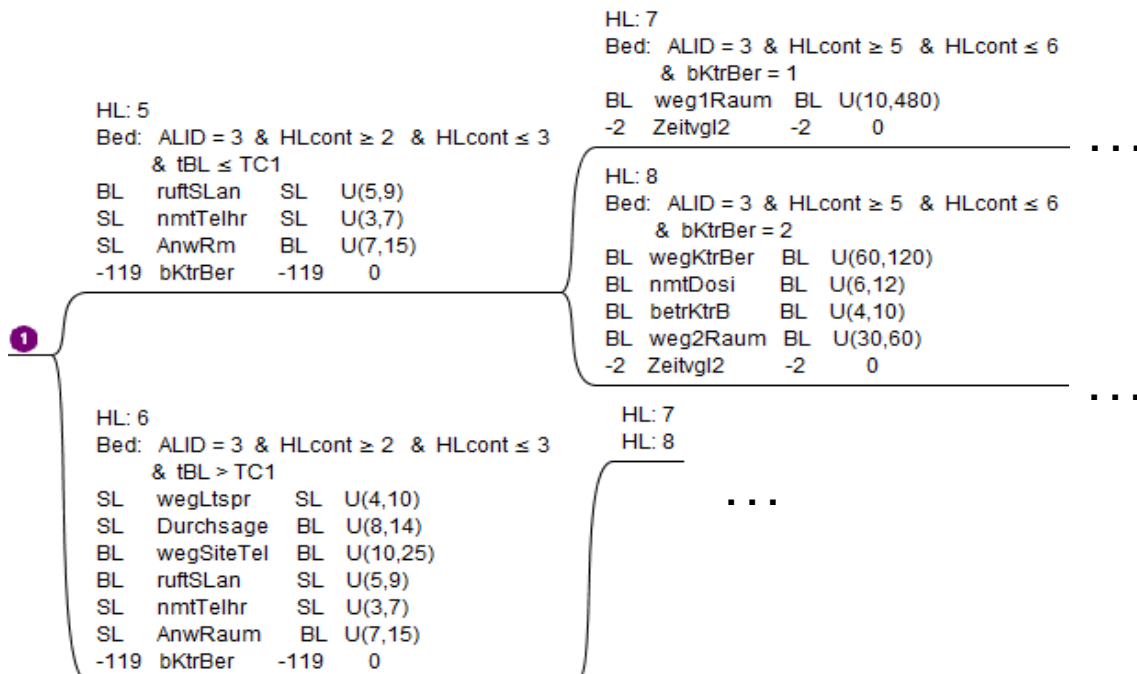 HL: 7
Bed: ALID = 3 & HLcont ≥ 5 & HLcont ≤ 6
& bKtrBer = 1
BL weg1Raum BL U(10,480)
-2 Zeitvgl2 -2 0
...
HL: 5
Bed: ALID = 3 & HLcont ≥ 2 & HLcont ≤ 3
& tBL ≤ TC1
BL ruftSLan SL U(5,9)
SL nmtTelhr SL U(3,7)
SL AnwRm BL U(7,15)
-119 bKtrBer -119 0
HL: 8
Bed: ALID = 3 & HLcont ≥ 5 & HLcont ≤ 6
& bKtrBer = 2
BL wegKtrBer BL U(60,120)
BL nmtDosi BL U(6,12)
BL betrKtrB BL U(4,10)
BL weg2Raum BL U(30,60)
-2 Zeitvgl2 -2 0
...
1
HL: 6
Bed: ALID = 3 & HLcont ≥ 2 & HLcont ≤ 3
& tBL > TC1
SL wegLtspr SL U(4,10)
SL Durchsage BL U(8,14)
BL wegSiteTel BL U(10,25)
BL ruftSLan SL U(5,9)
SL nmtTelhr SL U(3,7)
SL AnwRaum BL U(7,15)
-119 bKtrBer -119 0
HL: 7
HL: 8
...